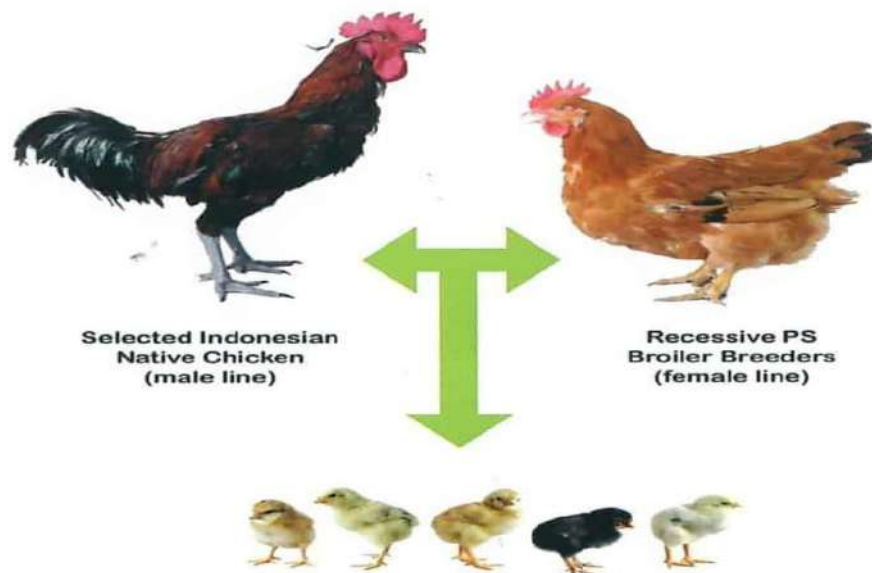 Selected Indonesian
Native Chicken
(male line)
Recessive PS
Broiler Breeders
(female line)